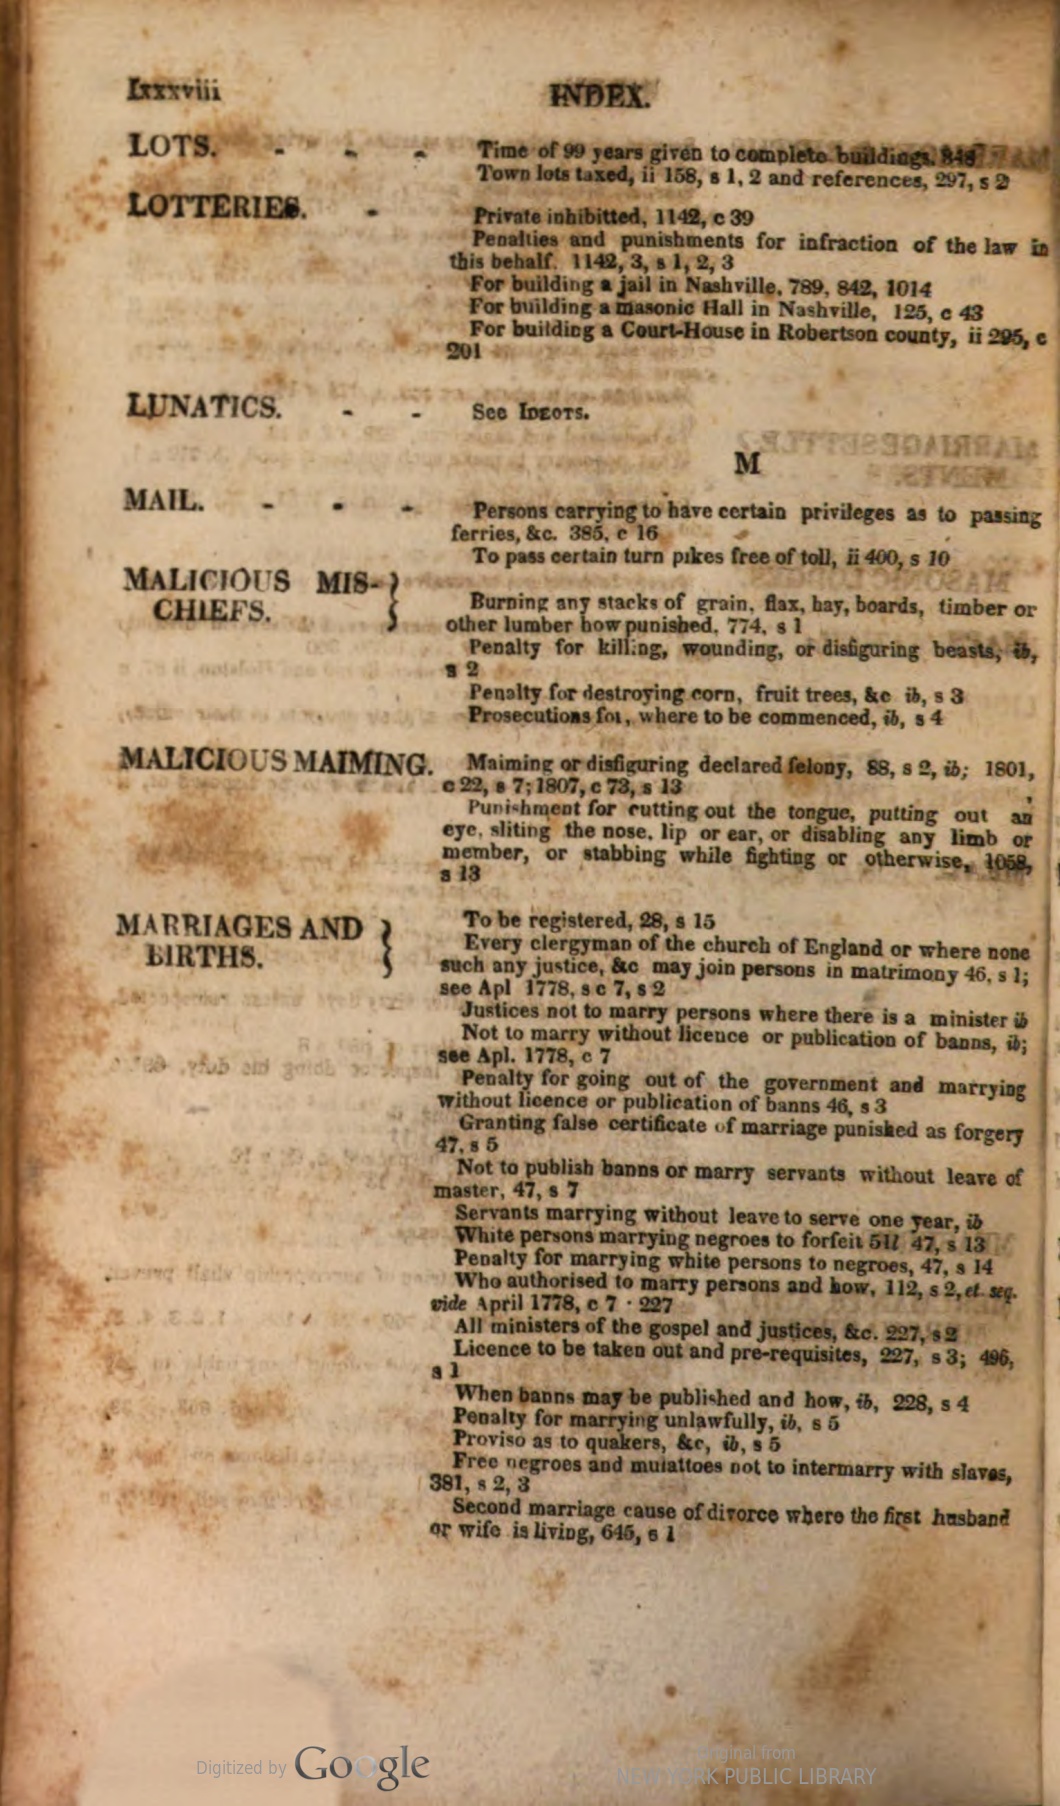 lxxxviii
INDEX.
LOTS. - - - Time of 99 years given to complete buildings. 848
Town lots taxed, ii 158, s 1, 2 and references, 297, s 2
LOTTERIES. - Private inhibitted, 1142, c 39
Penalties and punishments for infraction of the law in
this behalf. 1142, 3, s 1, 2, 3
For building a jail in Nashville, 789, 842, 1014
For building a masonic Hall in Nashville, 125, c 43
For building a Court-House in Robertson county, ii 295, c
201
LUNATICS. - - See IDEOTS.
M
MAIL. - - - Persons carrying to have certain privileges as to passing
ferries, &c. 385, c 16
To pass certain turn pikes free of toll, ii 400, s 10
MALICIOUS MIS-}
CHIEFS.
Burning any stacks of grain, flax, hay, boards, timber or
other lumber how punished, 774, s 1
Penalty for killing, wounding, or disfiguring beasts, ib,
s 2
Penalty for destroying corn, fruit trees, &c ib, s 3
Prosecutions for, where to be commenced, ib, s 4
MALICIOUS MAIMING. Maiming or disfiguring declared felony, 88, s 2, ib; 1801,
c 22, s 7; 1807, c 73, s 13
Punishment for cutting out the tongue, putting out an
eye, sliting the nose, lip or ear, or disabling any limb or
member, or stabbing while fighting or otherwise, 1058,
s 13
MARRIAGES AND }
BIRTHS.
To be registered, 28, s 15
Every clergyman of the church of England or where none
such any justice, &c may join persons in matrimony 46, s 1;
see Apl 1778, s c 7, s 2
Justices not to marry persons where there is a minister ib
Not to marry without licence or publication of banns, ib;
see Apl. 1778, c 7
Penalty for going out of the government and marrying
without licence or publication of banns 46, s 3
Granting false certificate of marriage punished as forgery
47, s 5
Not to publish banns or marry servants without leave of
master, 47, s 7
Servants marrying without leave to serve one year, ib
White persons marrying negroes to forfeit 51l 47, s 13
Penalty for marrying white persons to negroes, 47, s 14
Who authorised to marry persons and how, 112, s 2, et. seq.
vide April 1778, c 7 · 227
All ministers of the gospel and justices, &c. 227, s 2
Licence to be taken out and pre-requisites, 227, s 3; 496,
s 1
When banns may be published and how, ib, 228, s 4
Penalty for marrying unlawfully, ib, s 5
Proviso as to quakers, &c, ib, s 5
Free negroes and mulattoes not to intermarry with slaves,
381, s 2, 3
Second marriage cause of divorce where the first husband
or wife is living, 645, s 1
Digitized by Google
Original from
NEW YORK PUBLIC LIBRARY